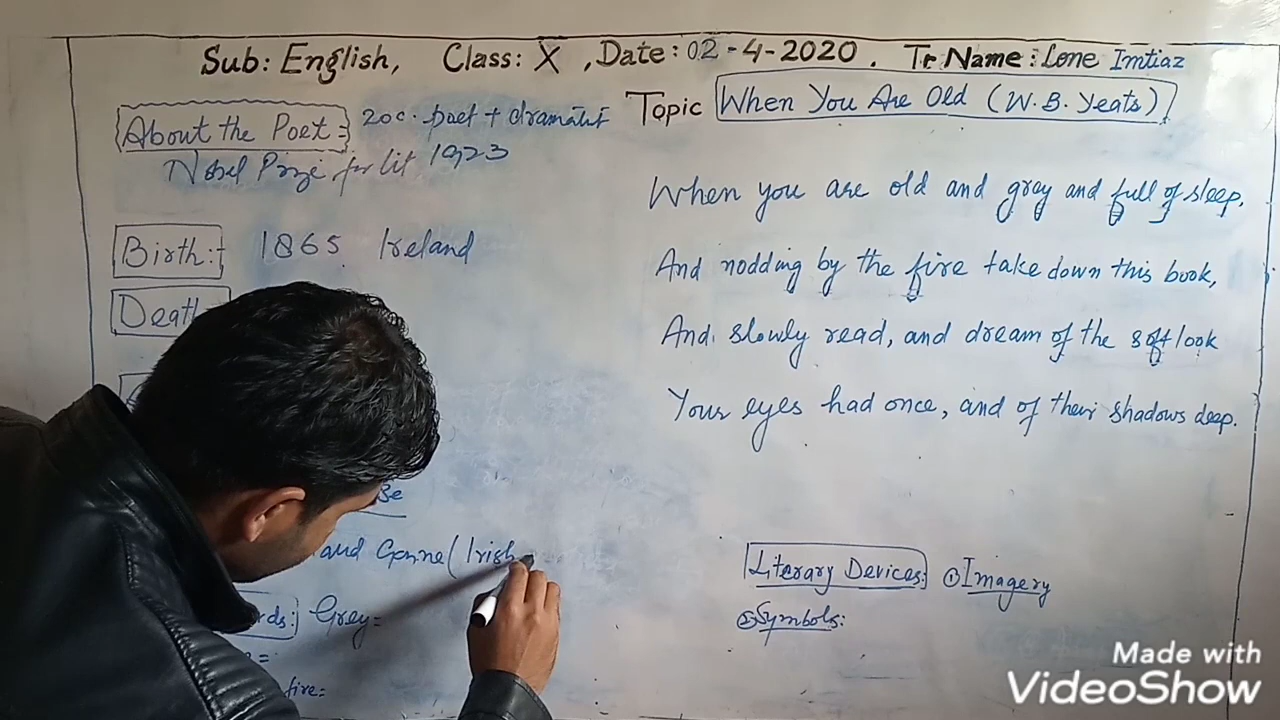 Sub: English, Class: X , Date: 02-4-2020. Tr Name: Lone Imtiaz
Topic When You Are Old (W.B. Yeats)
About the Poet:- 20c. poet + dramatist
Nobel Prize for lit 1923
Birth:- 1865 Ireland
Death
Be
aud Gonne (Irish
rds: Grey=
fire=
When you are old and grey and full of sleep,
And nodding by the fire take down this book,
And slowly read, and dream of the soft look
Your eyes had once, and of their shadows deep.
Literary Devices: ① Imagery
② Symbols:
Made with
VideoShow